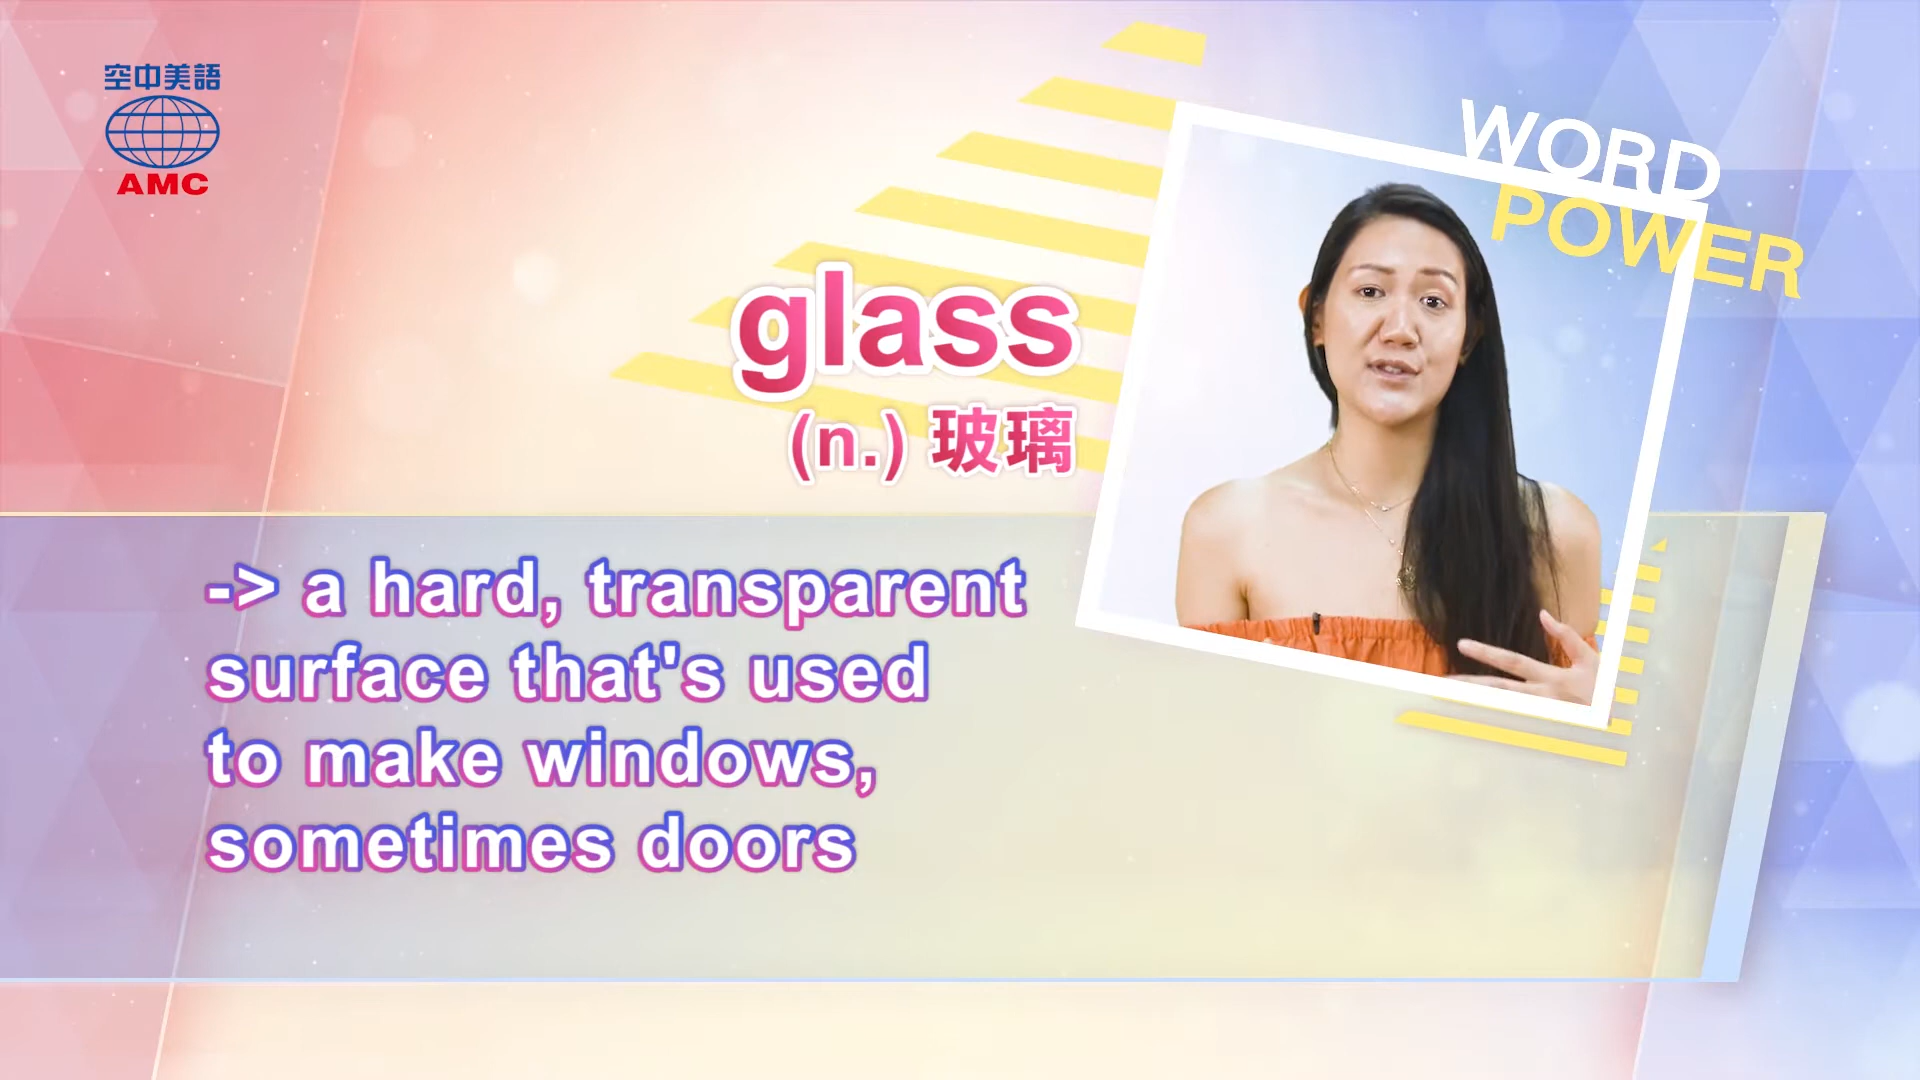 空中美語
AMC
WORD
POWER
glass
(n.) 玻璃
-> a hard, transparent
surface that's used
to make windows,
sometimes doors